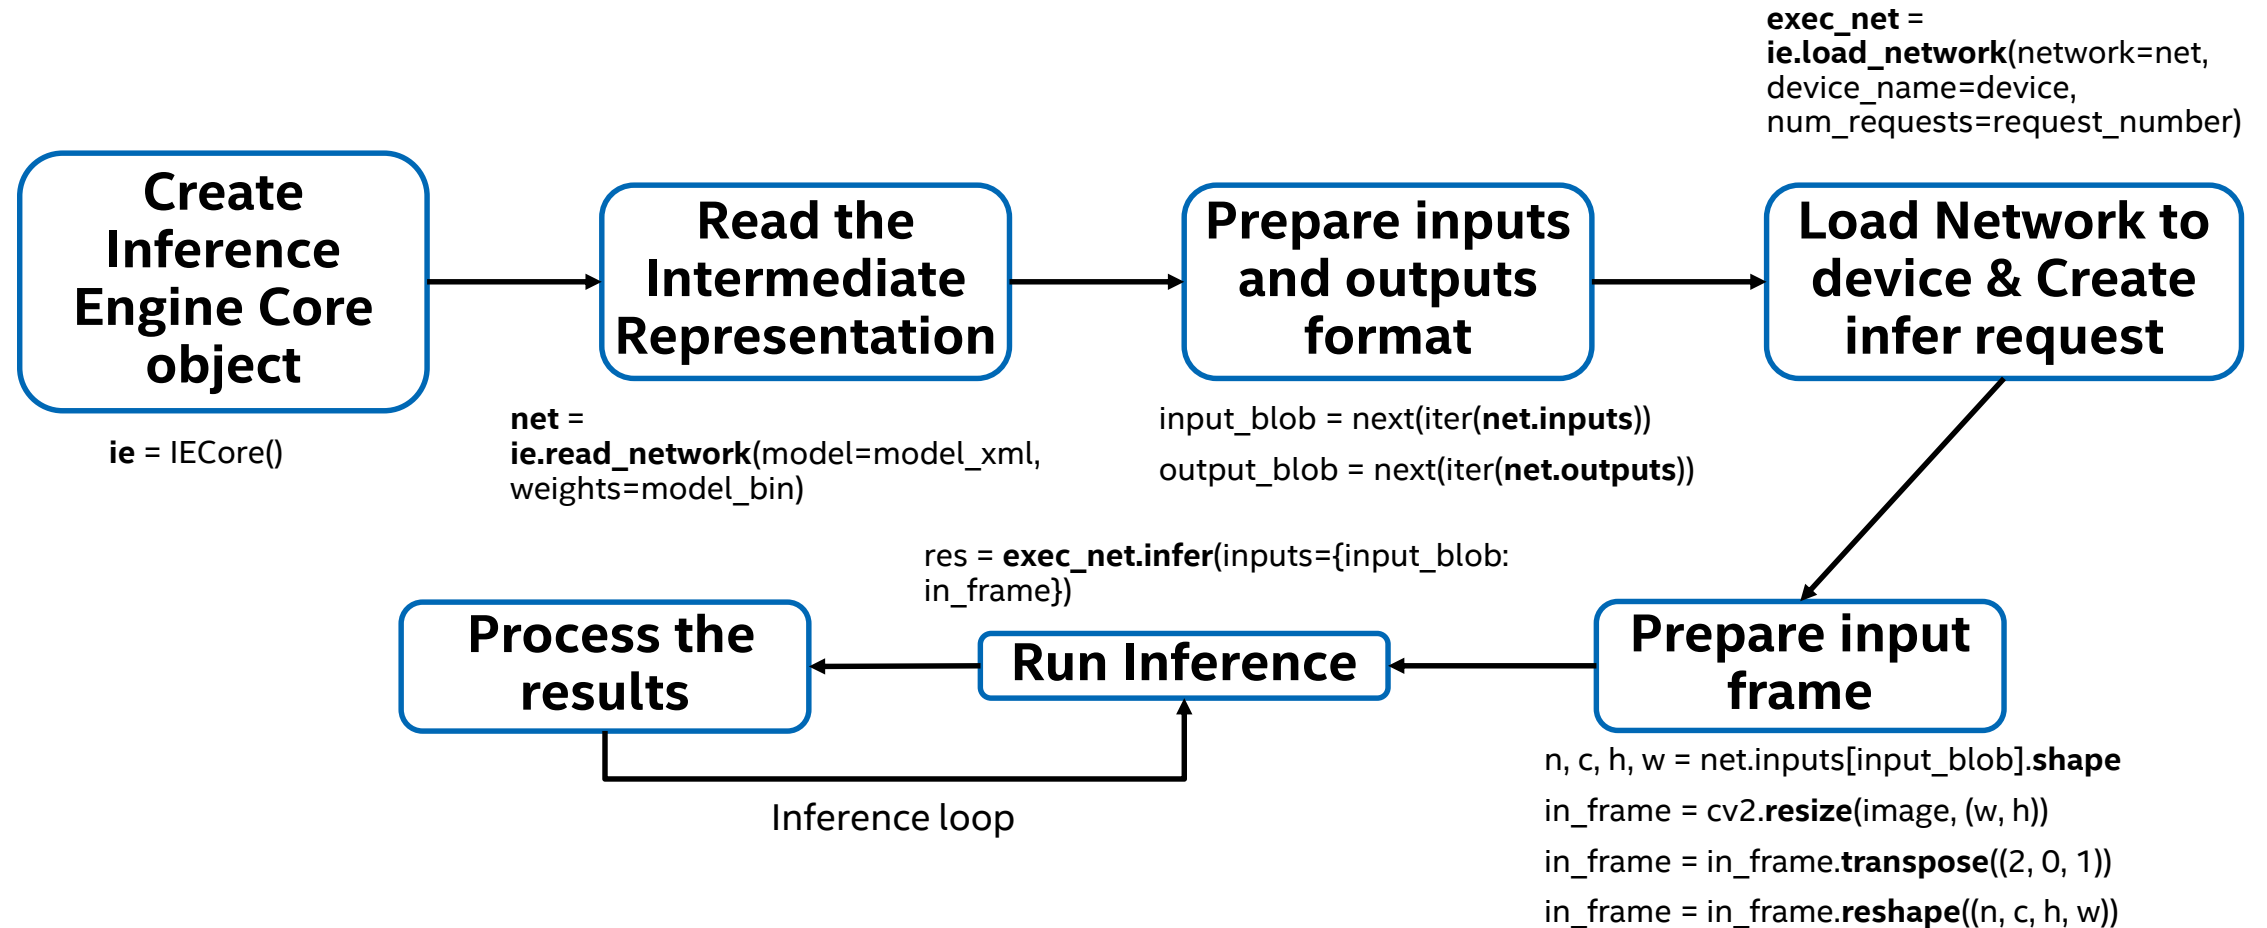 exec_net =
ie.load_network(network=net,
device_name=device,
num_requests=request_number)
Create
Inference
Engine Core
object
ie = IECore()
Read the
Intermediate
Representation
net =
ie.read_network(model=model_xml,
weights=model_bin)
Prepare inputs
and outputs
format
input_blob = next(iter(net.inputs))
output_blob = next(iter(net.outputs))
Load Network to
device & Create
infer request
Prepare input
frame
n, c, h, w = net.inputs[input_blob].shape
in_frame = cv2.resize(image, (w, h))
in_frame = in_frame.transpose((2, 0, 1))
in_frame = in_frame.reshape((n, c, h, w))
res = exec_net.infer(inputs={input_blob:
in_frame})
Run Inference
Process the
results
Inference loop